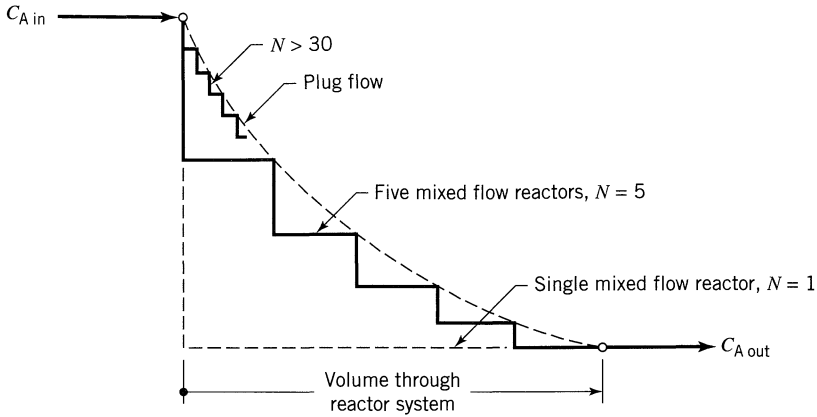 C_A in
N > 30
Plug flow
Five mixed flow reactors, N = 5
Single mixed flow reactor, N = 1
C_A out
Volume through
reactor system